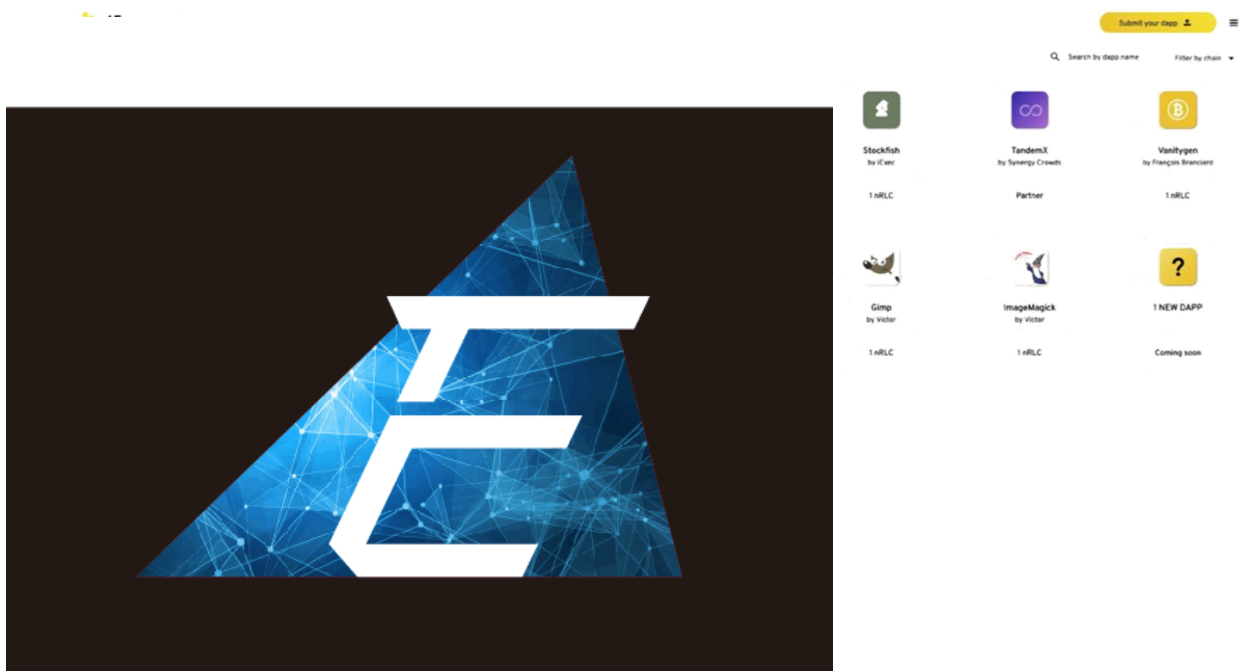 Submit your dapp
Search by dapp name
Filter by chain
Stockfish
by iExec
1 nRLC
TandemX
by Synergy Crowds
Partner
Vanitygen
by François Branciard
1 nRLC
Gimp
by Victor
1 nRLC
ImageMagick
by Victor
1 nRLC
?
1 NEW DAPP
Coming soon
TC